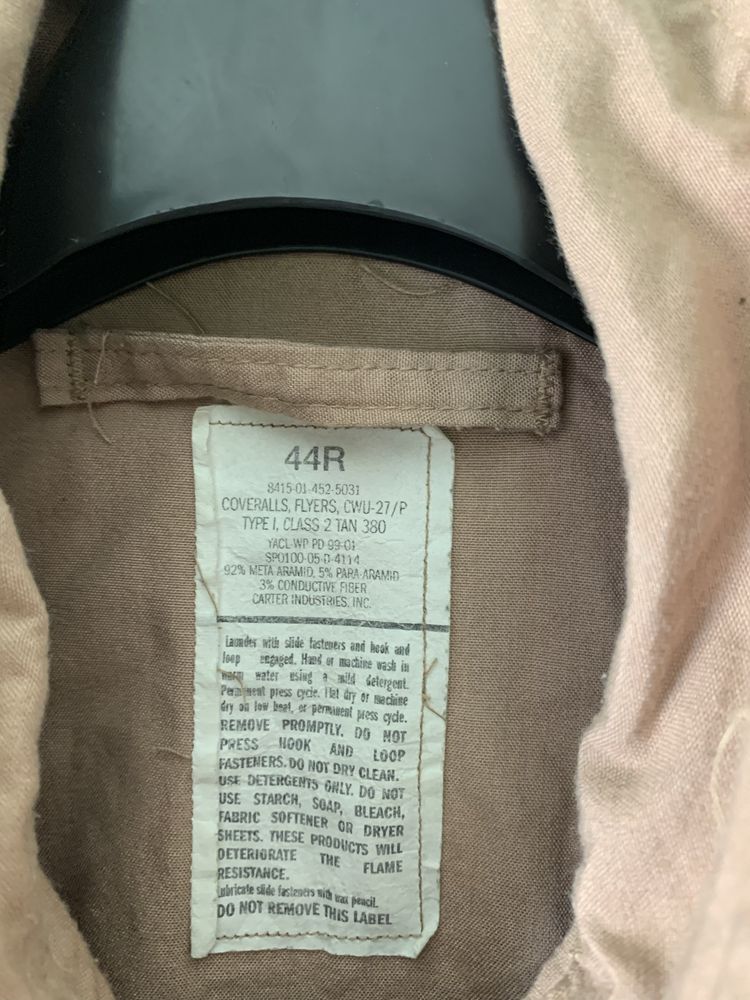 44R
8415-01-452-5031
COVERALLS, FLYERS, CWU-27/P
TYPE I, CLASS 2 TAN 380
YACL-WP PD 99-01
SPO100-05-D-4114
92% META ARAMID, 5% PARA-ARAMID
3% CONDUCTIVE FIBER
CARTER INDUSTRIES, INC.
Launder with slide fasteners and hook and
loop engaged. Hand or machine wash in
warm water using a mild detergent.
Permanent press cycle. Flat dry or machine
dry on low heat, or permanent press cycle.
REMOVE PROMPTLY. DO NOT
PRESS HOOK AND LOOP
FASTENERS. DO NOT DRY CLEAN.
USE DETERGENTS ONLY. DO NOT
USE STARCH, SOAP, BLEACH,
FABRIC SOFTENER OR DRYER
SHEETS. THESE PRODUCTS WILL
DETERIORATE THE FLAME
RESISTANCE.
Lubricate slide fasteners with wax pencil.
DO NOT REMOVE THIS LABEL